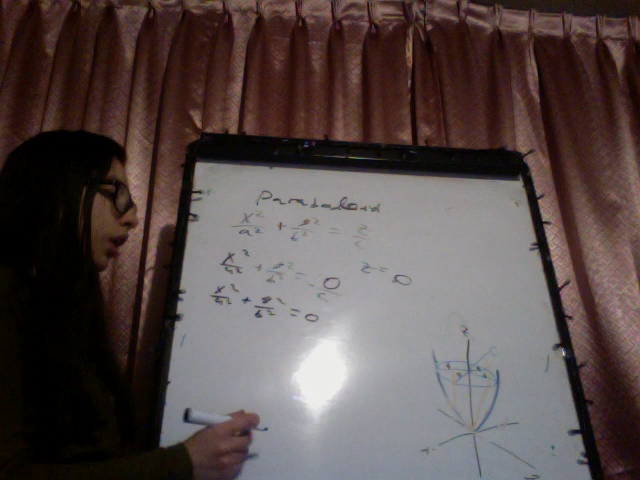 Paraboloid
x²/a² + y²/b² = z/c
x²/a² + y²/b² = 0/c z = 0
x²/a² + y²/b² = 0
z
x
y